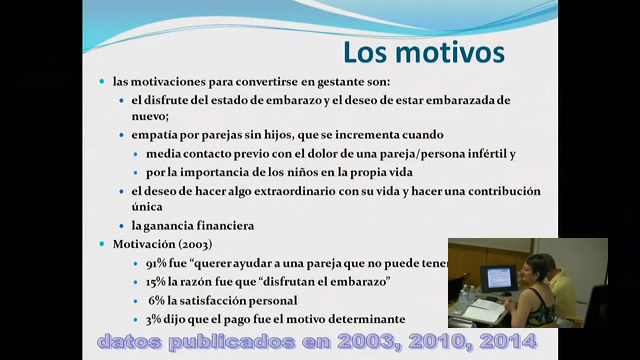 Los motivos
las motivaciones para convertirse en gestante son:
el disfrute del estado de embarazo y el deseo de estar embarazada de
nuevo;
empatía por parejas sin hijos, que se incrementa cuando
media contacto previo con el dolor de una pareja/persona infértil y
por la importancia de los niños en la propia vida
el deseo de hacer algo extraordinario con su vida y hacer una contribución
única
la ganancia financiera
Motivación (2003)
91% fue “querer ayudar a una pareja que no puede tener
15% la razón fue que “disfrutan el embarazo”
6% la satisfacción personal
3% dijo que el pago fue el motivo determinante
datos publicados en 2003, 2010, 2014